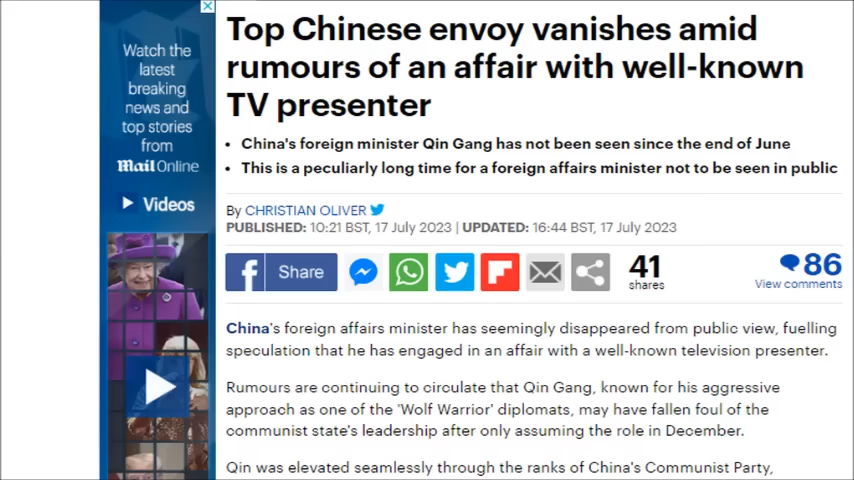 Watch the
latest
breaking
news and
top stories
from
Mail Online
Videos
Top Chinese envoy vanishes amid
rumours of an affair with well-known
TV presenter
• China's foreign minister Qin Gang has not been seen since the end of June
• This is a peculiarly long time for a foreign affairs minister not to be seen in public
By CHRISTIAN OLIVER
PUBLISHED: 10:21 BST, 17 July 2023 | UPDATED: 16:44 BST, 17 July 2023
f Share
41
shares
86
View comments
China's foreign affairs minister has seemingly disappeared from public view, fuelling
speculation that he has engaged in an affair with a well-known television presenter.
Rumours are continuing to circulate that Qin Gang, known for his aggressive
approach as one of the 'Wolf Warrior' diplomats, may have fallen foul of the
communist state's leadership after only assuming the role in December.
Qin was elevated seamlessly through the ranks of China's Communist Party,